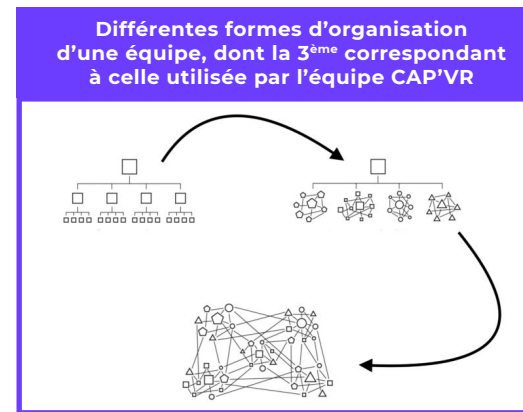 Différentes formes d’organisation
d’une équipe, dont la 3ème correspondant
à celle utilisée par l’équipe CAP’VR